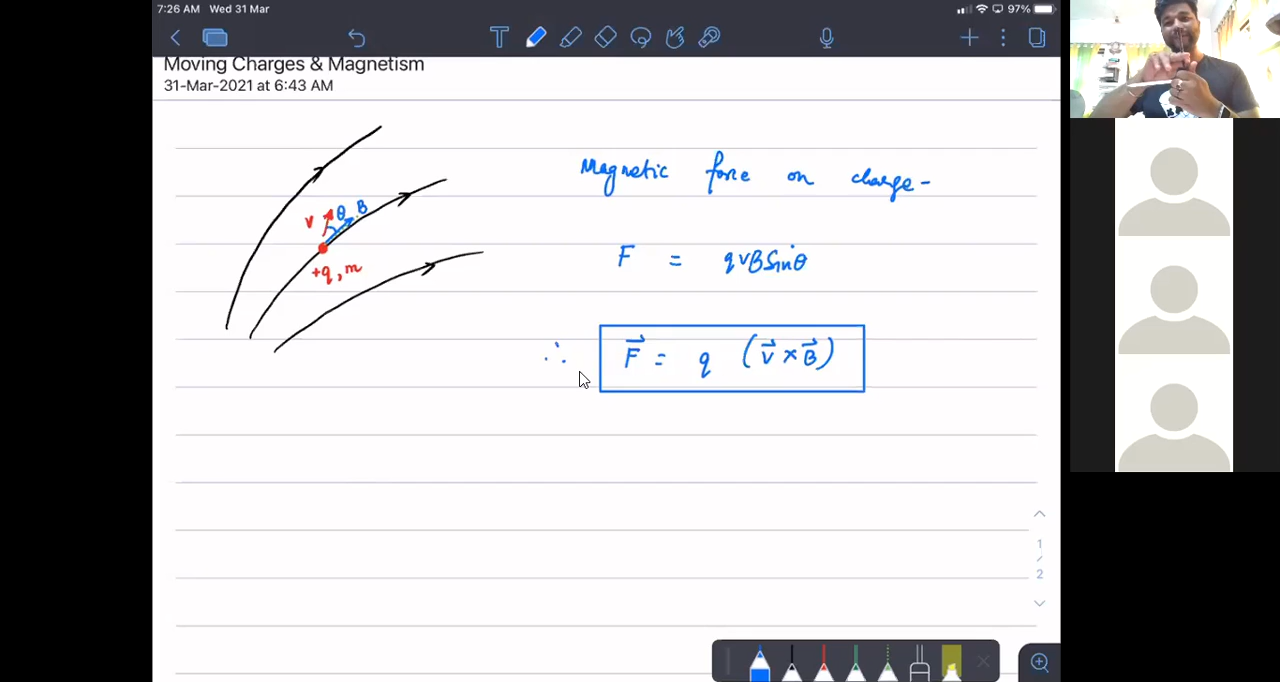 7:26 AM Wed 31 Mar
97%
T
Moving Charges & Magnetism
31-Mar-2021 at 6:43 AM
Magnetic force on charge-
v θ B
+q, m
F = qvBSinθ
∴ F⃗ = q (v⃗ × B⃗)
1
/
2